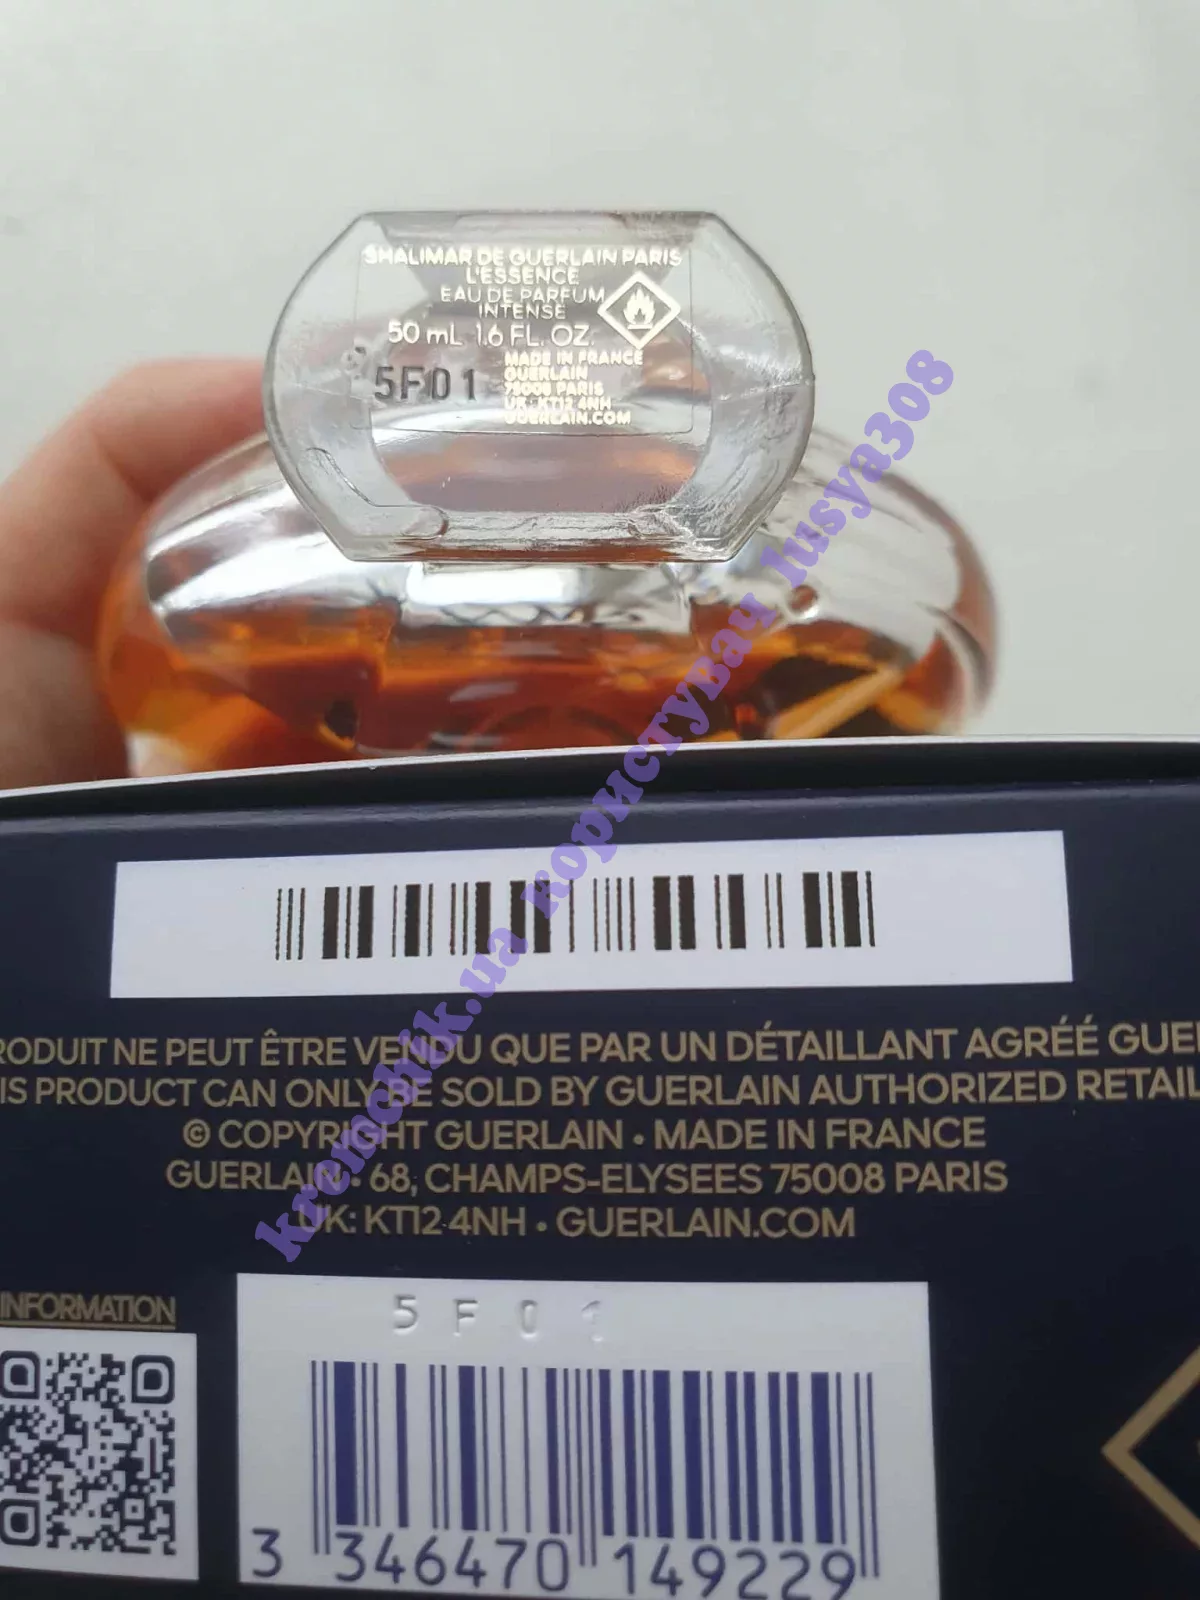 SHALIMAR DE GUERLAIN PARIS
L'ESSENCE
EAU DE PARFUM
INTENSE
50 mL 1.6 FL. OZ.
5F01
MADE IN FRANCE
GUERLAIN
75008 PARIS
UK: KT12 4NH
GUERLAIN.COM
kremchik.ua користувач lusya308
RODUIT NE PEUT ÊTRE VENDU QUE PAR UN DÉTAILLANT AGRÉÉ GUE
IS PRODUCT CAN ONLY BE SOLD BY GUERLAIN AUTHORIZED RETAIL
© COPYRIGHT GUERLAIN • MADE IN FRANCE
GUERLAIN • 68, CHAMPS-ELYSEES 75008 PARIS
UK: KT12 4NH • GUERLAIN.COM
INFORMATION
5F01
3 346470 149229